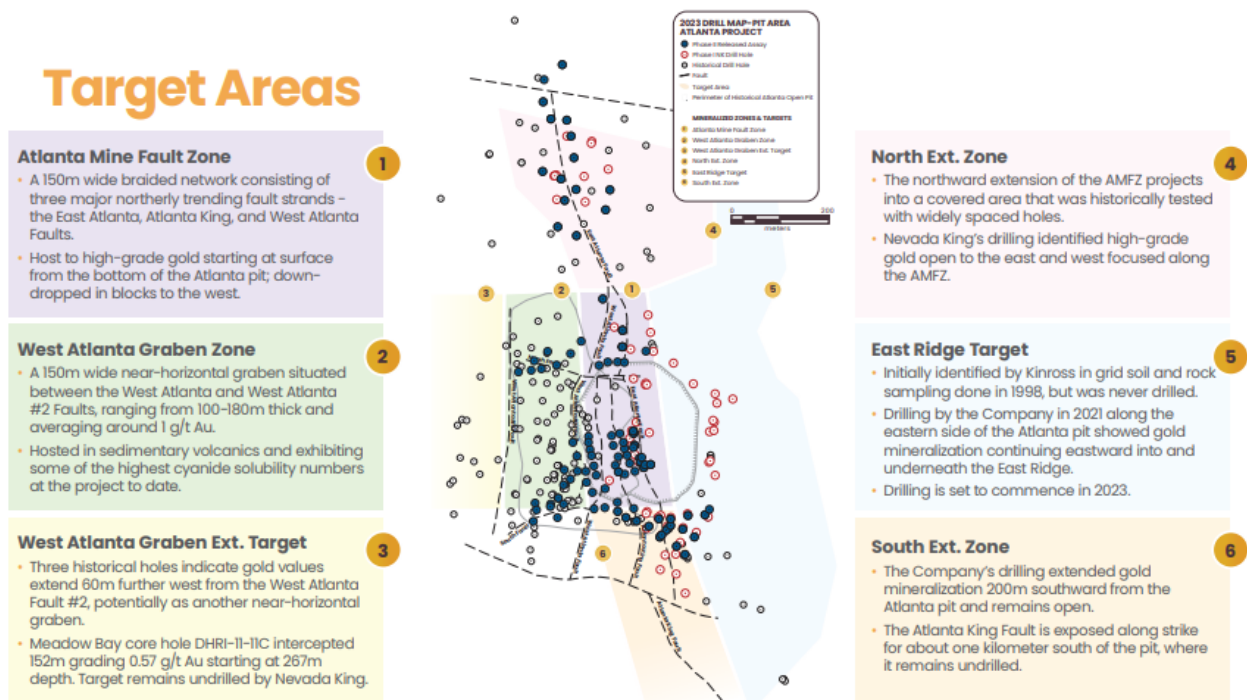 Target Areas
Atlanta Mine Fault Zone
1
• A 150m wide braided network consisting of
three major northerly trending fault strands -
the East Atlanta, Atlanta King, and West Atlanta
Faults.
• Host to high-grade gold starting at surface
from the bottom of the Atlanta pit; down-
dropped in blocks to the west.
West Atlanta Graben Zone
2
• A 150m wide near-horizontal graben situated
between the West Atlanta and West Atlanta
#2 Faults, ranging from 100-180m thick and
averaging around 1 g/t Au.
• Hosted in sedimentary volcanics and exhibiting
some of the highest cyanide solubility numbers
at the project to date.
West Atlanta Graben Ext. Target
3
• Three historical holes indicate gold values
extend 60m further west from the West Atlanta
Fault #2, potentially as another near-horizontal
graben.
• Meadow Bay core hole DHRI-11-11C intercepted
152m grading 0.57 g/t Au starting at 267m
depth. Target remains undrilled by Nevada King.
2023 DRILL MAP-PIT AREA
ATLANTA PROJECT
Phase II Released Assay
Phase I NK Drill Hole
Historical Drill Hole
Fault
Target Area
Perimeter of Historical Atlanta Open Pit
MINERALIZED ZONES & TARGETS
1 Atlanta Mine Fault Zone
2 West Atlanta Graben Zone
3 West Atlanta Graben Ext. Target
4 North Ext. Zone
5 East Ridge Target
6 South Ext. Zone
0 200
meters
4
3
2
1
5
6
North Ext. Zone
4
• The northward extension of the AMFZ projects
into a covered area that was historically tested
with widely spaced holes.
• Nevada King's drilling identified high-grade
gold open to the east and west focused along
the AMFZ.
East Ridge Target
5
• Initially identified by Kinross in grid soil and rock
sampling done in 1998, but was never drilled.
• Drilling by the Company in 2021 along the
eastern side of the Atlanta pit showed gold
mineralization continuing eastward into and
underneath the East Ridge.
• Drilling is set to commence in 2023.
South Ext. Zone
6
• The Company's drilling extended gold
mineralization 200m southward from the
Atlanta pit and remains open.
• The Atlanta King Fault is exposed along strike
for about one kilometer south of the pit, where
it remains undrilled.